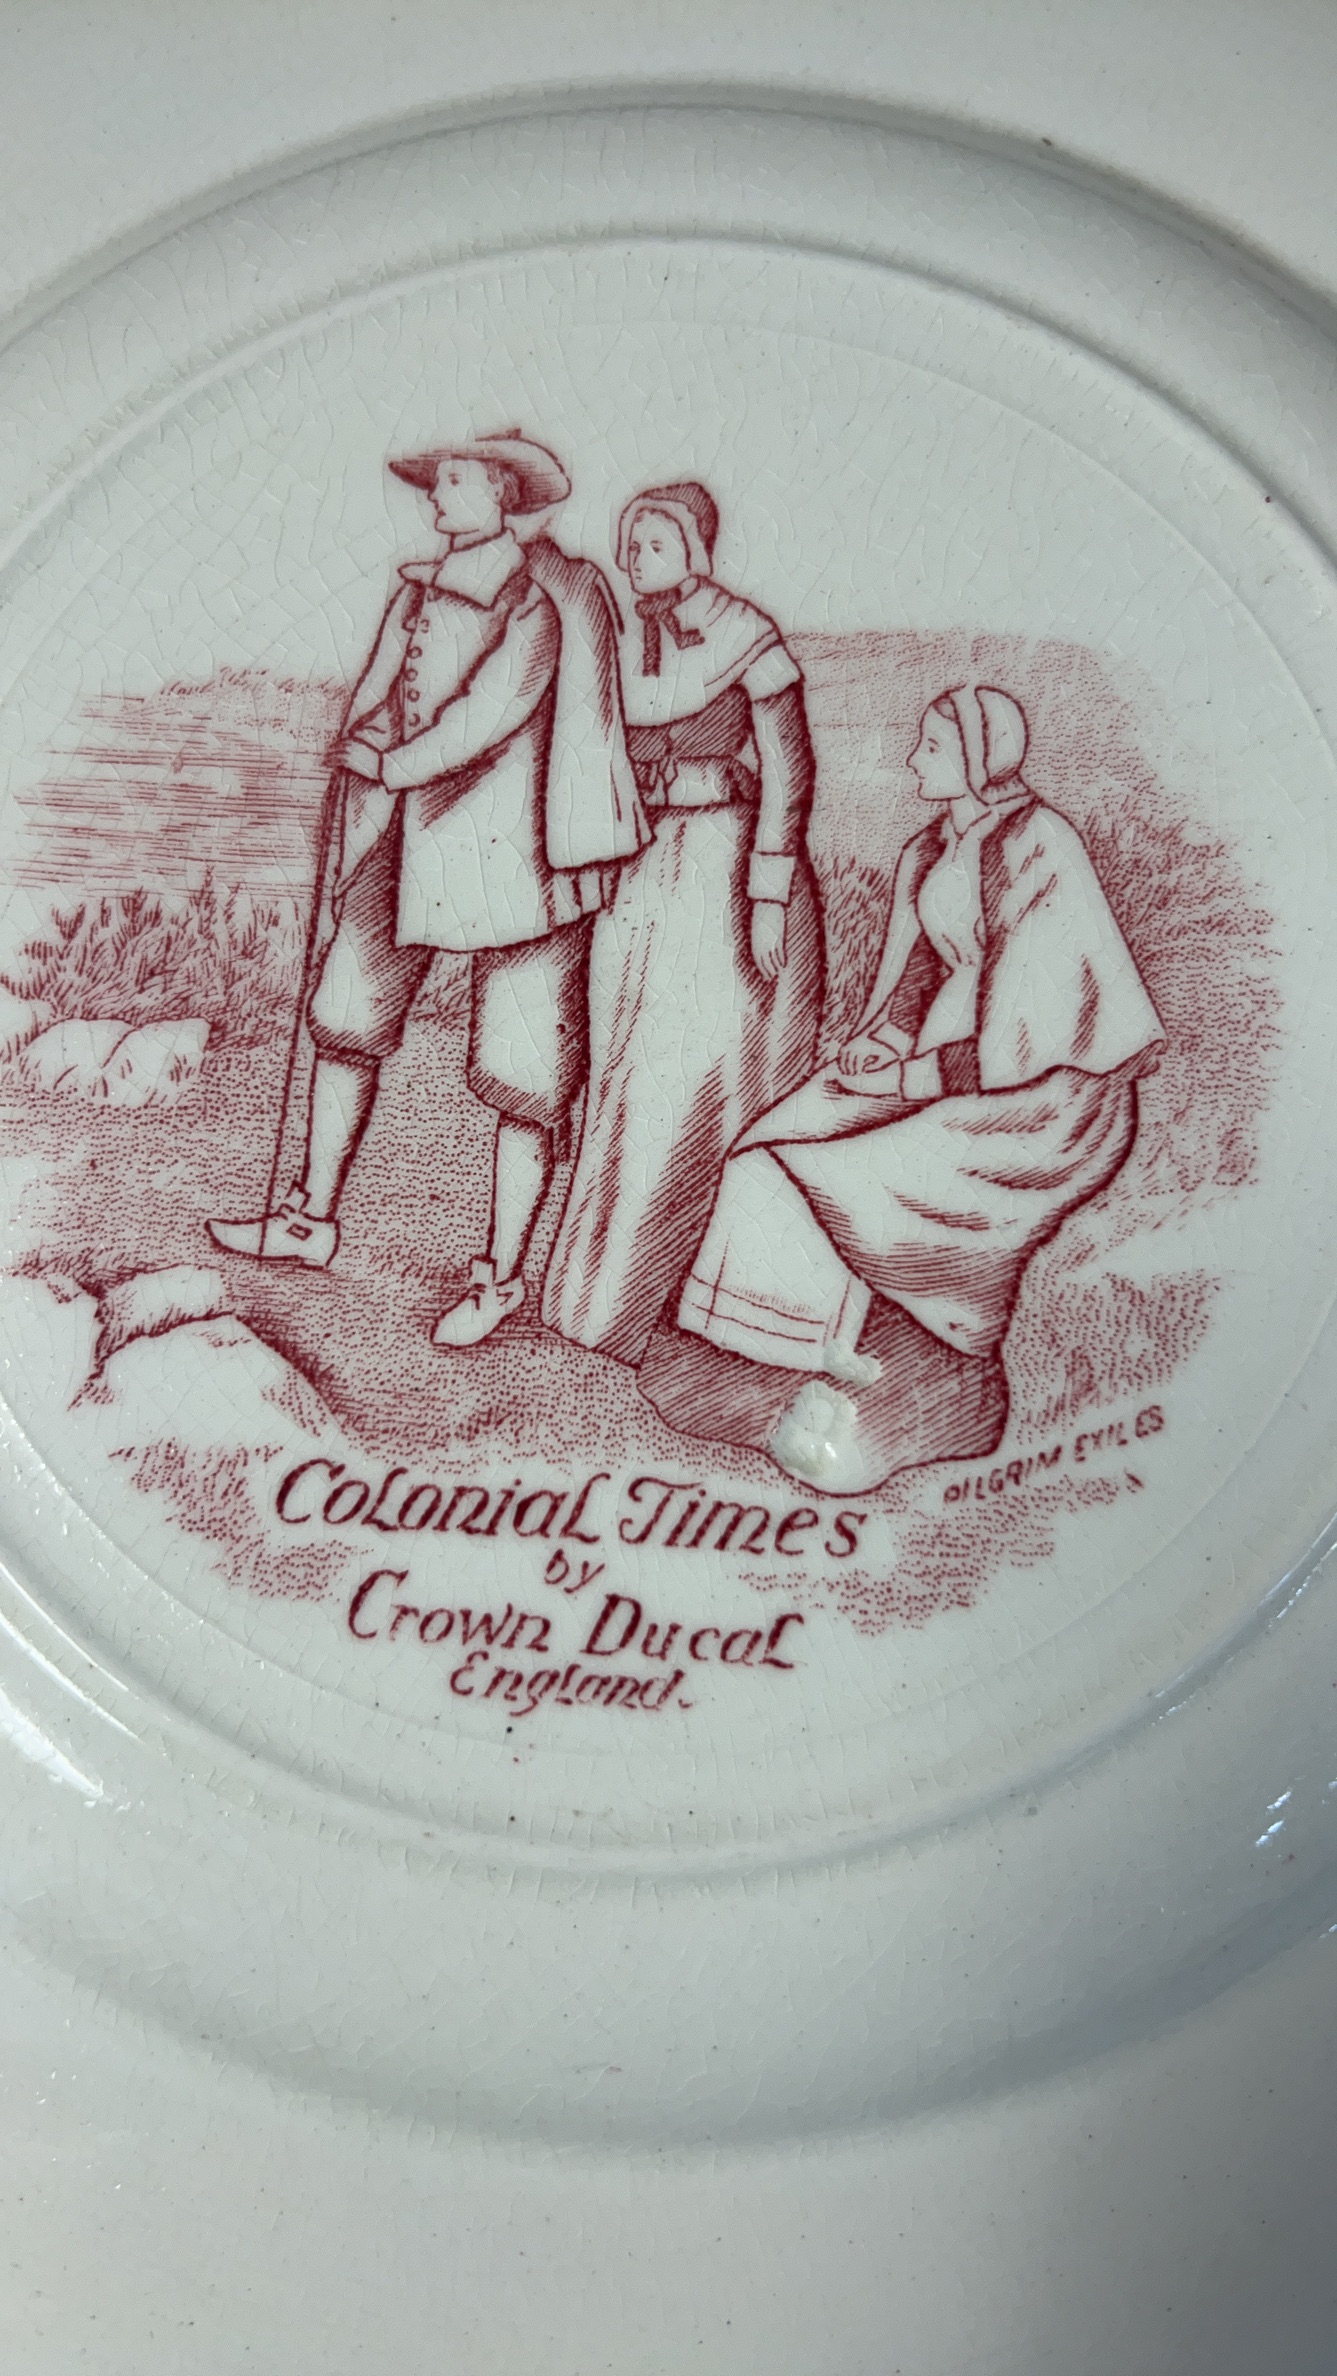 PILGRIM EXILES
Colonial Times
by
Crown Ducal
England.